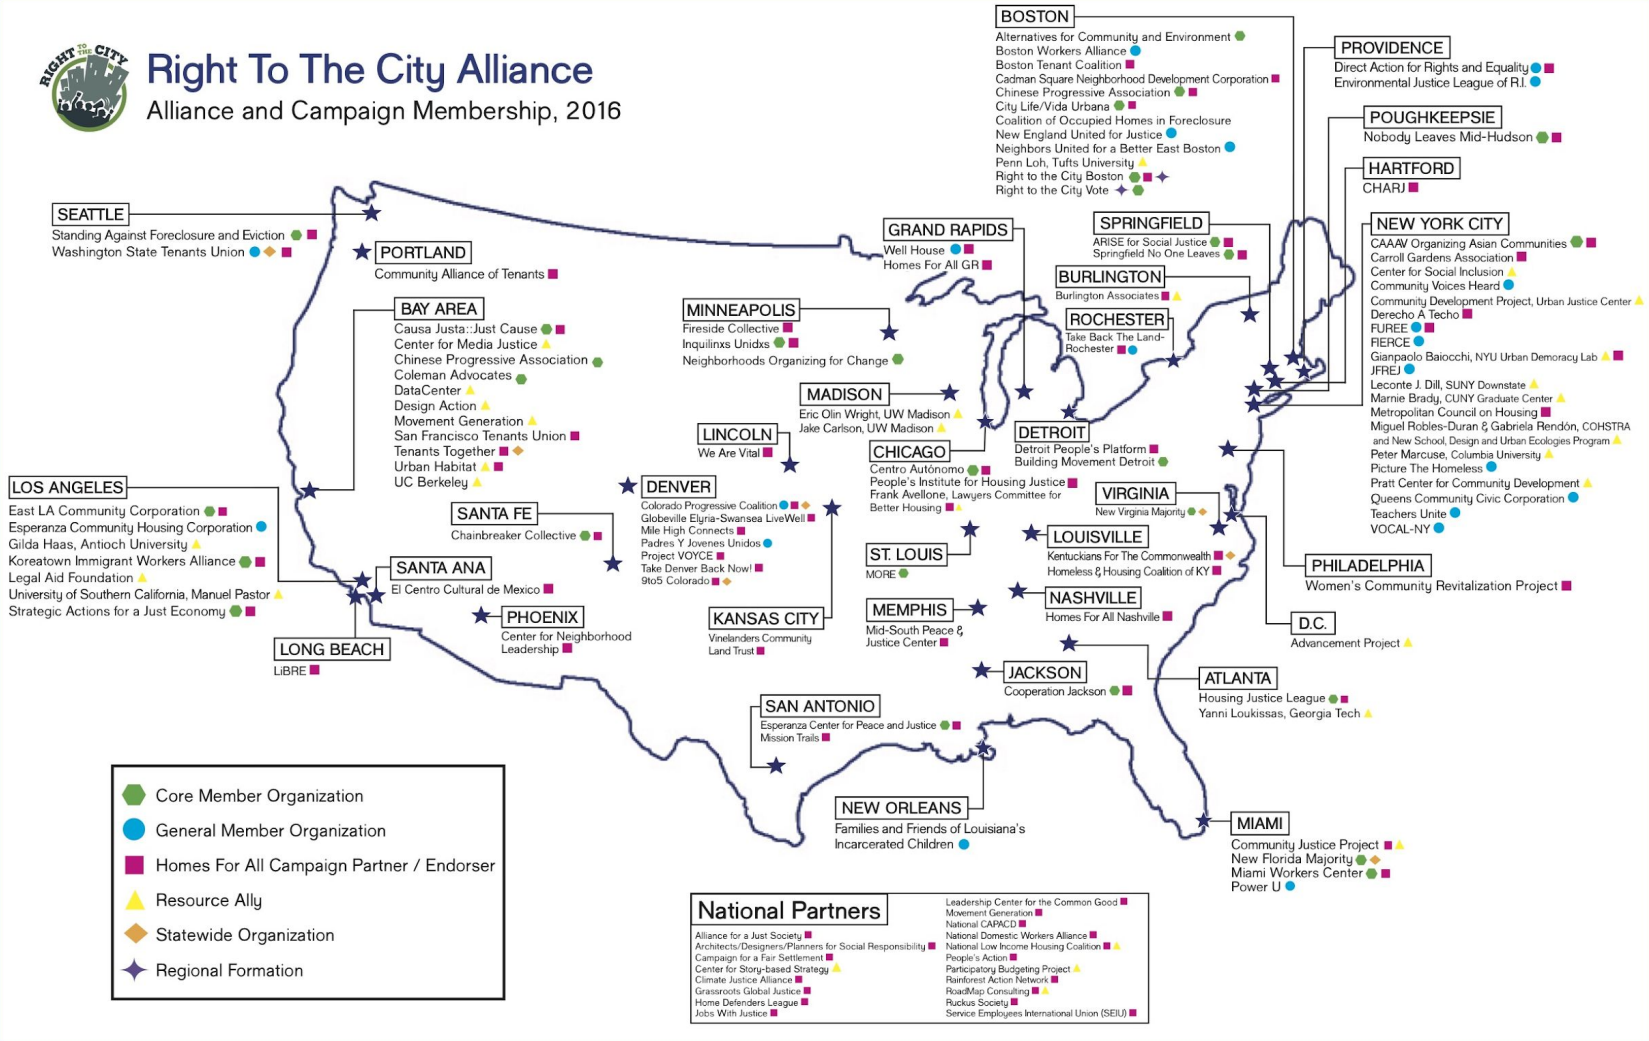 RIGHT TO THE CITY
Right To The City Alliance
Alliance and Campaign Membership, 2016
BOSTON
Alternatives for Community and Environment
Boston Workers Alliance
Boston Tenant Coalition
Cadman Square Neighborhood Development Corporation
Chinese Progressive Association
City Life/Vida Urbana
Coalition of Occupied Homes in Foreclosure
New England United for Justice
Neighbors United for a Better East Boston
Penn Loh, Tufts University
Right to the City Boston
Right to the City Vote
PROVIDENCE
Direct Action for Rights and Equality
Environmental Justice League of R.I.
POUGHKEEPSIE
Nobody Leaves Mid-Hudson
HARTFORD
CHARJ
SEATTLE
Standing Against Foreclosure and Eviction
Washington State Tenants Union
PORTLAND
Community Alliance of Tenants
GRAND RAPIDS
Well House
Homes For All GR
SPRINGFIELD
ARISE for Social Justice
Springfield No One Leaves
BURLINGTON
Burlington Associates
ROCHESTER
Take Back The Land-
Rochester
NEW YORK CITY
CAAAV Organizing Asian Communities
Carroll Gardens Association
Center for Social Inclusion
Community Voices Heard
Community Development Project, Urban Justice Center
Derecho A Techo
FUREE
FIERCE
Gianpaolo Baiocchi, NYU Urban Demoracy Lab
JFREJ
Leconte J. Dill, SUNY Downstate
Marnie Brady, CUNY Graduate Center
Metropolitan Council on Housing
Miguel Robles-Duran & Gabriela Rendón, COHSTRA
and New School, Design and Urban Ecologies Program
Peter Marcuse, Columbia University
Picture The Homeless
Pratt Center for Community Development
Queens Community Civic Corporation
Teachers Unite
VOCAL-NY
BAY AREA
Causa Justa::Just Cause
Center for Media Justice
Chinese Progressive Association
Coleman Advocates
DataCenter
Design Action
Movement Generation
San Francisco Tenants Union
Tenants Together
Urban Habitat
UC Berkeley
MINNEAPOLIS
Fireside Collective
Inquilinxs Unidxs
Neighborhoods Organizing for Change
MADISON
Eric Olin Wright, UW Madison
Jake Carlson, UW Madison
LINCOLN
We Are Vital
CHICAGO
Centro Autónomo
People's Institute for Housing Justice
Frank Avellone, Lawyers Committee for
Better Housing
DETROIT
Detroit People's Platform
Building Movement Detroit
LOS ANGELES
East LA Community Corporation
Esperanza Community Housing Corporation
Gilda Haas, Antioch University
Koreatown Immigrant Workers Alliance
Legal Aid Foundation
University of Southern California, Manuel Pastor
Strategic Actions for a Just Economy
SANTA FE
Chainbreaker Collective
DENVER
Colorado Progressive Coalition
Globeville Elyria-Swansea LiveWell
Mile High Connects
Padres Y Jovenes Unidos
Project VOYCE
Take Denver Back Now!
9to5 Colorado
VIRGINIA
New Virginia Majority
ST. LOUIS
MORE
LOUISVILLE
Kentuckians For The Commonwealth
Homeless & Housing Coalition of KY
PHILADELPHIA
Women's Community Revitalization Project
SANTA ANA
El Centro Cultural de Mexico
PHOENIX
Center for Neighborhood
Leadership
KANSAS CITY
Vinelanders Community
Land Trust
MEMPHIS
Mid-South Peace &
Justice Center
NASHVILLE
Homes For All Nashville
D.C.
Advancement Project
LONG BEACH
LiBRE
JACKSON
Cooperation Jackson
ATLANTA
Housing Justice League
Yanni Loukissas, Georgia Tech
SAN ANTONIO
Esperanza Center for Peace and Justice
Mission Trails
NEW ORLEANS
Families and Friends of Louisiana's
Incarcerated Children
MIAMI
Community Justice Project
New Florida Majority
Miami Workers Center
Power U
Core Member Organization
General Member Organization
Homes For All Campaign Partner / Endorser
Resource Ally
Statewide Organization
Regional Formation
National Partners
Alliance for a Just Society
Architects/Designers/Planners for Social Responsibility
Campaign for a Fair Settlement
Center for Story-based Strategy
Climate Justice Alliance
Grassroots Global Justice
Home Defenders League
Jobs With Justice
Leadership Center for the Common Good
Movement Generation
National CAPACD
National Domestic Workers Alliance
National Low Income Housing Coalition
People's Action
Participatory Budgeting Project
Rainforest Action Network
RoadMap Consulting
Ruckus Society
Service Employees International Union (SEIU)